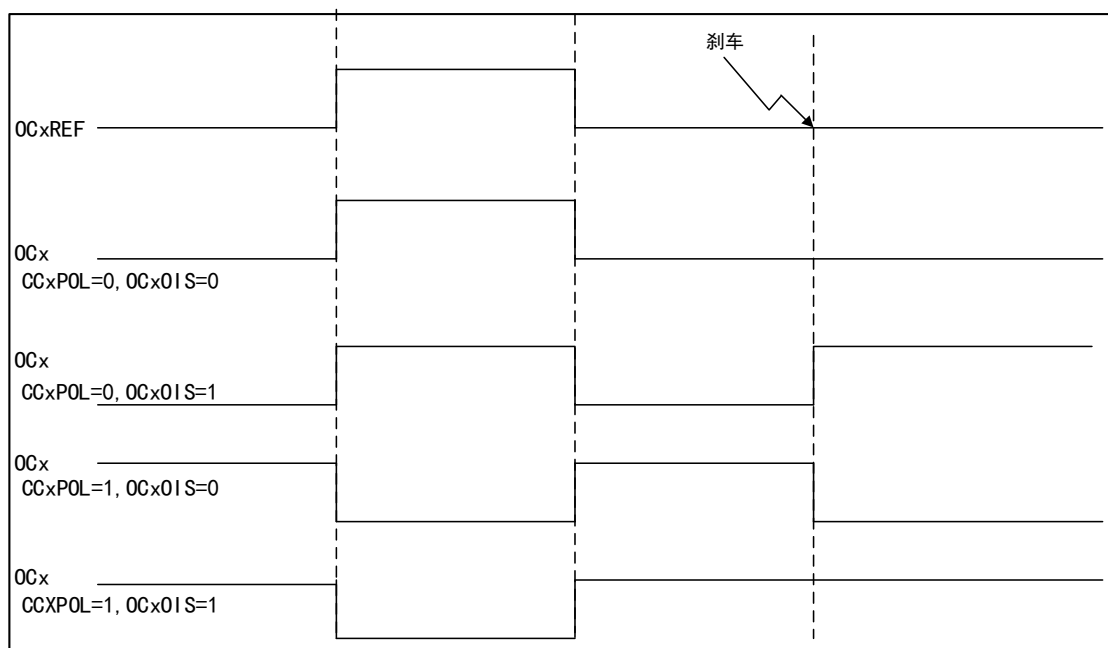 刹车
OCxREF
OCx
CCxPOL=0,OCxOIS=0
OCx
CCxPOL=0,OCxOIS=1
OCx
CCxPOL=1,OCxOIS=0
OCx
CCXPOL=1,OCxOIS=1